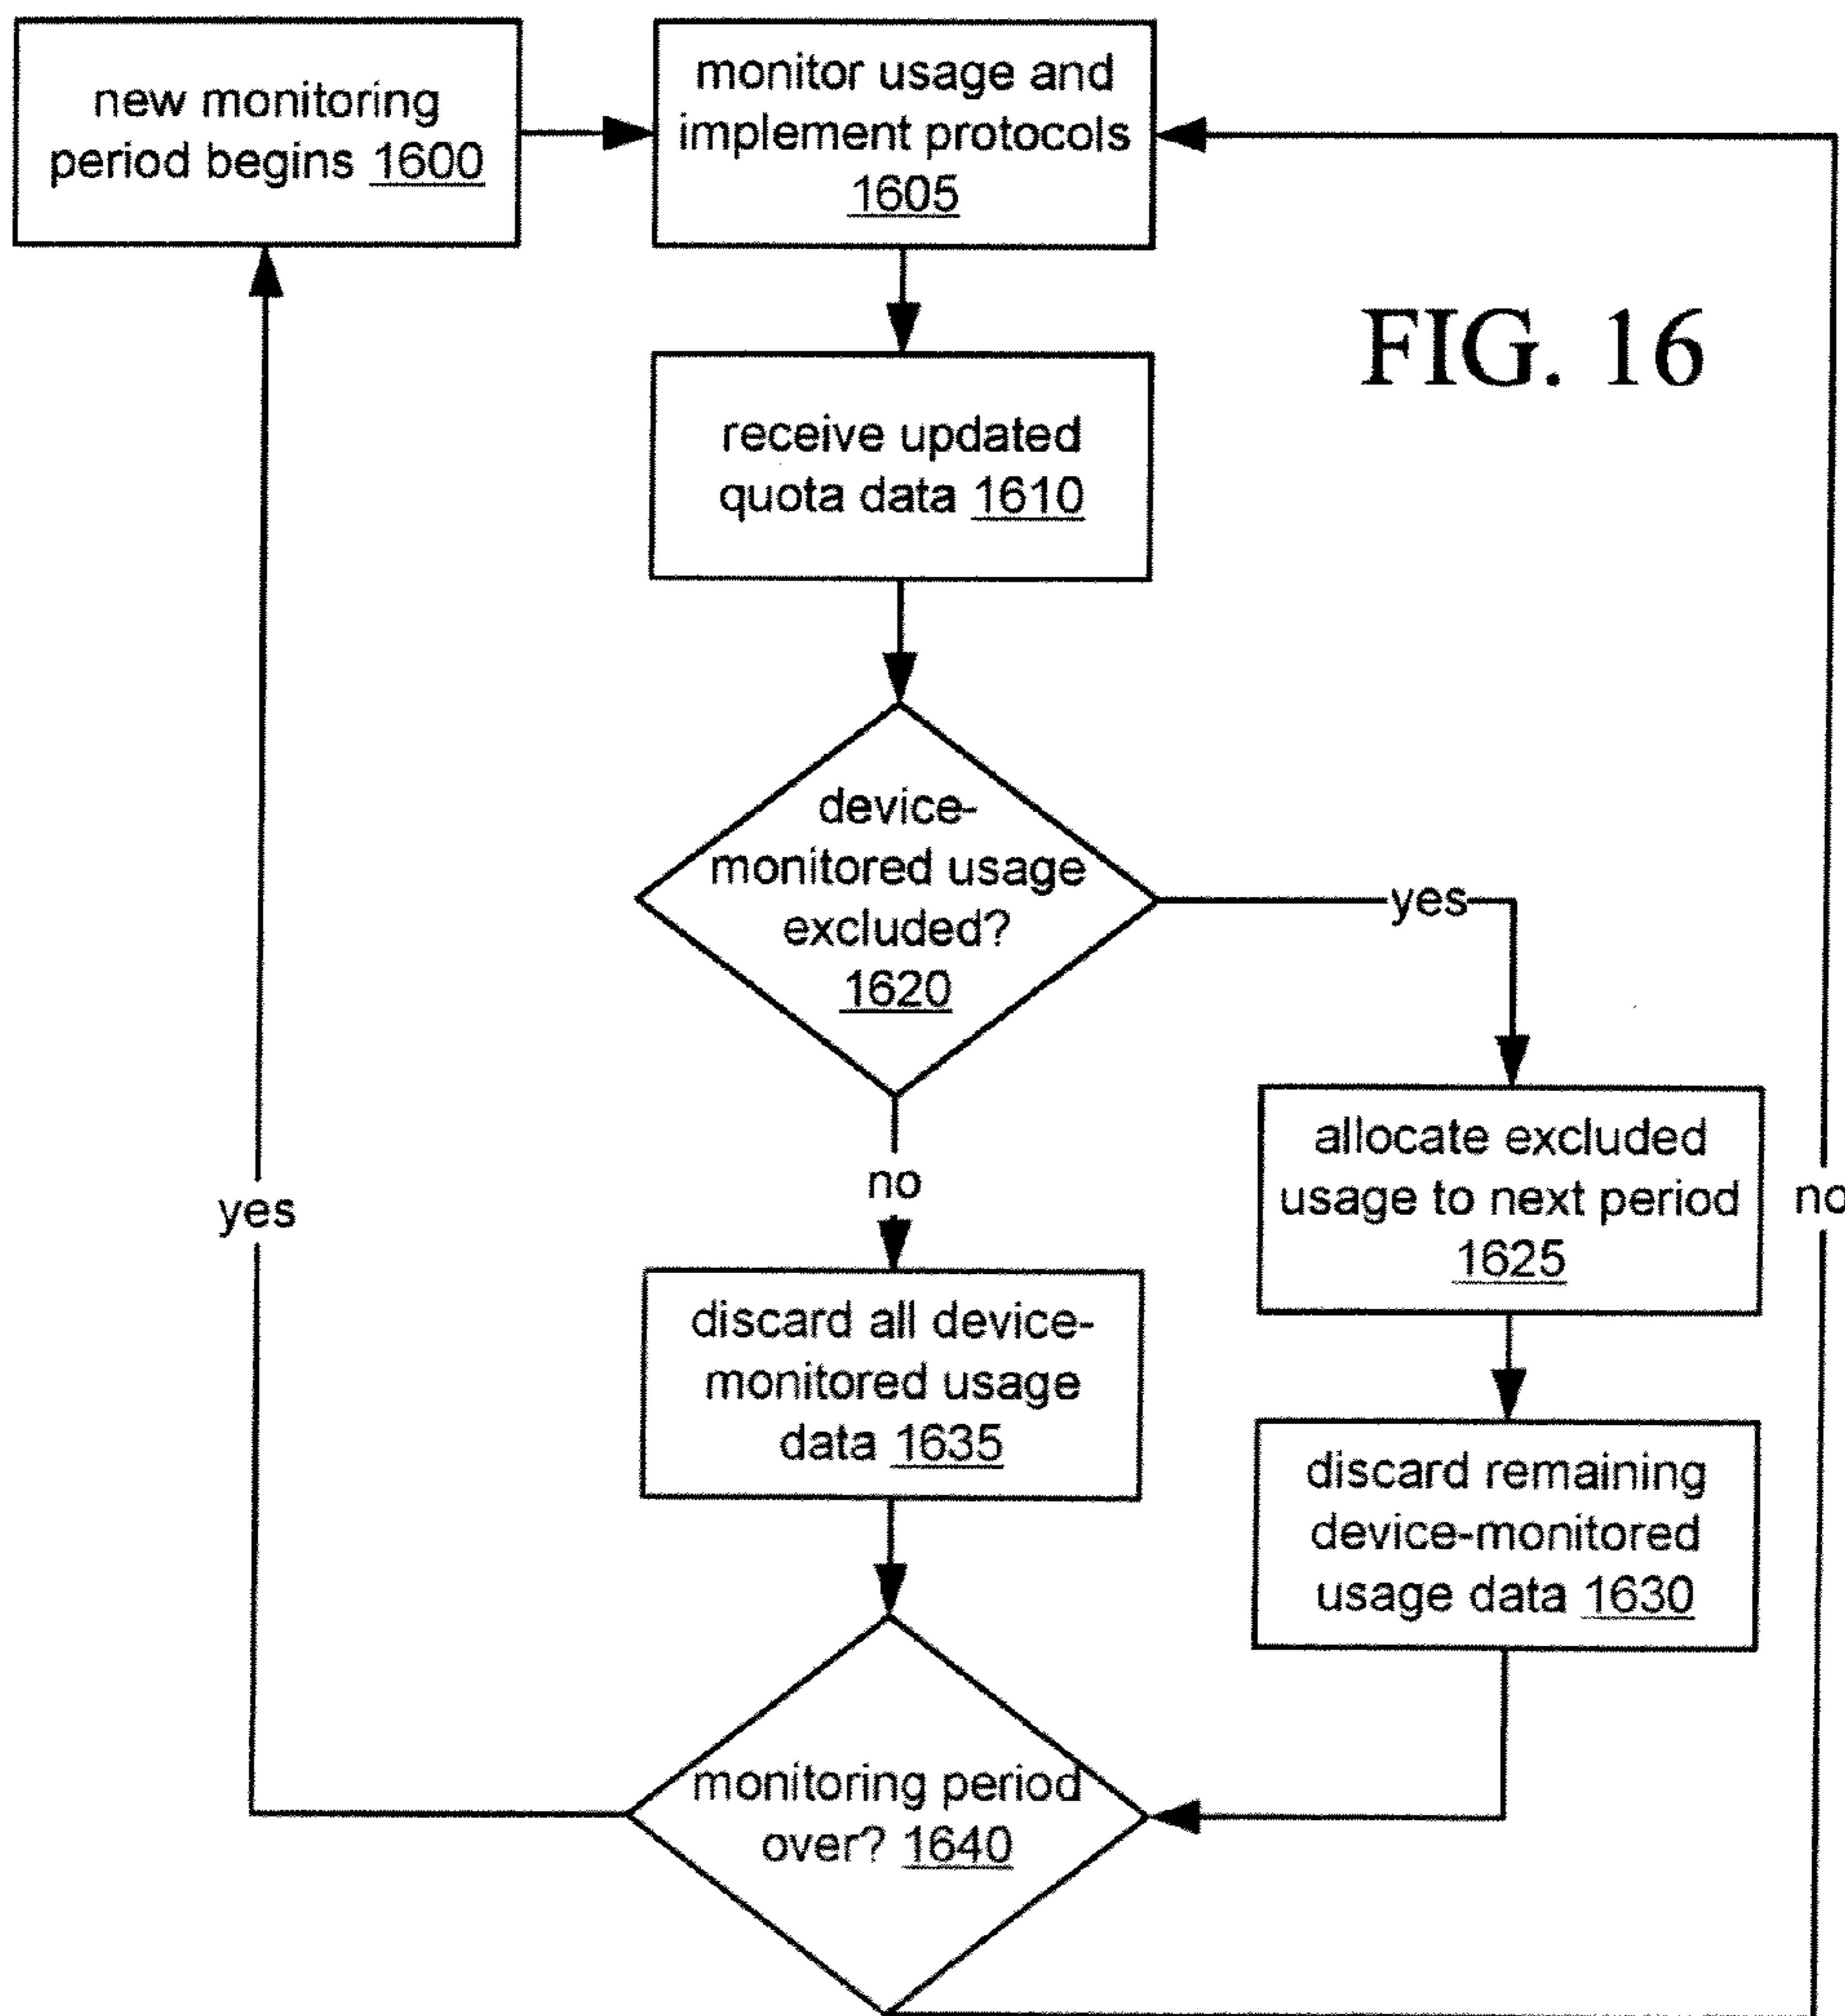 new monitoring
period begins 1600
monitor usage and
implement protocols
1605
FIG. 16
receive updated
quota data 1610
device-
monitored usage
excluded?
1620
yes
no
allocate excluded
usage to next period
1625
no
yes
discard all device-
monitored usage
data 1635
discard remaining
device-monitored
usage data 1630
monitoring period
over? 1640